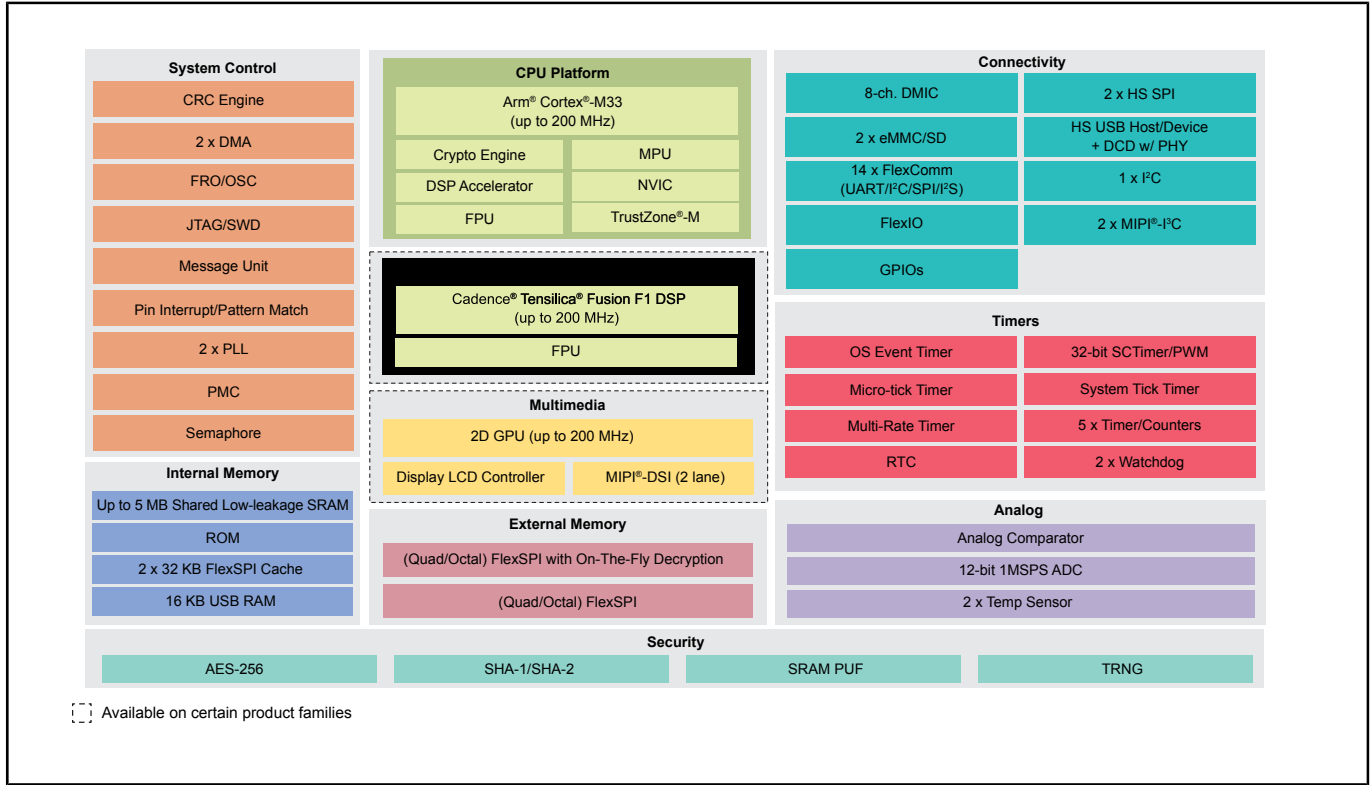 System Control
CRC Engine
2 x DMA
FRO/OSC
JTAG/SWD
Message Unit
Pin Interrupt/Pattern Match
2 x PLL
PMC
Semaphore
Internal Memory
Up to 5 MB Shared Low-leakage SRAM
ROM
2 x 32 KB FlexSPI Cache
16 KB USB RAM
CPU Platform
Arm® Cortex®-M33
(up to 200 MHz)
Crypto Engine
MPU
DSP Accelerator
NVIC
FPU
TrustZone®-M
Cadence® Tensilica® Fusion F1 DSP
(up to 200 MHz)
FPU
Multimedia
2D GPU (up to 200 MHz)
Display LCD Controller
MIPI®-DSI (2 lane)
External Memory
(Quad/Octal) FlexSPI with On-The-Fly Decryption
(Quad/Octal) FlexSPI
Connectivity
8-ch. DMIC
2 x HS SPI
2 x eMMC/SD
HS USB Host/Device
+ DCD w/ PHY
14 x FlexComm
(UART/I²C/SPI/I²S)
1 x I²C
FlexIO
2 x MIPI®-I³C
GPIOs
Timers
OS Event Timer
32-bit SCTimer/PWM
Micro-tick Timer
System Tick Timer
Multi-Rate Timer
5 x Timer/Counters
RTC
2 x Watchdog
Analog
Analog Comparator
12-bit 1MSPS ADC
2 x Temp Sensor
Security
AES-256
SHA-1/SHA-2
SRAM PUF
TRNG
Available on certain product families